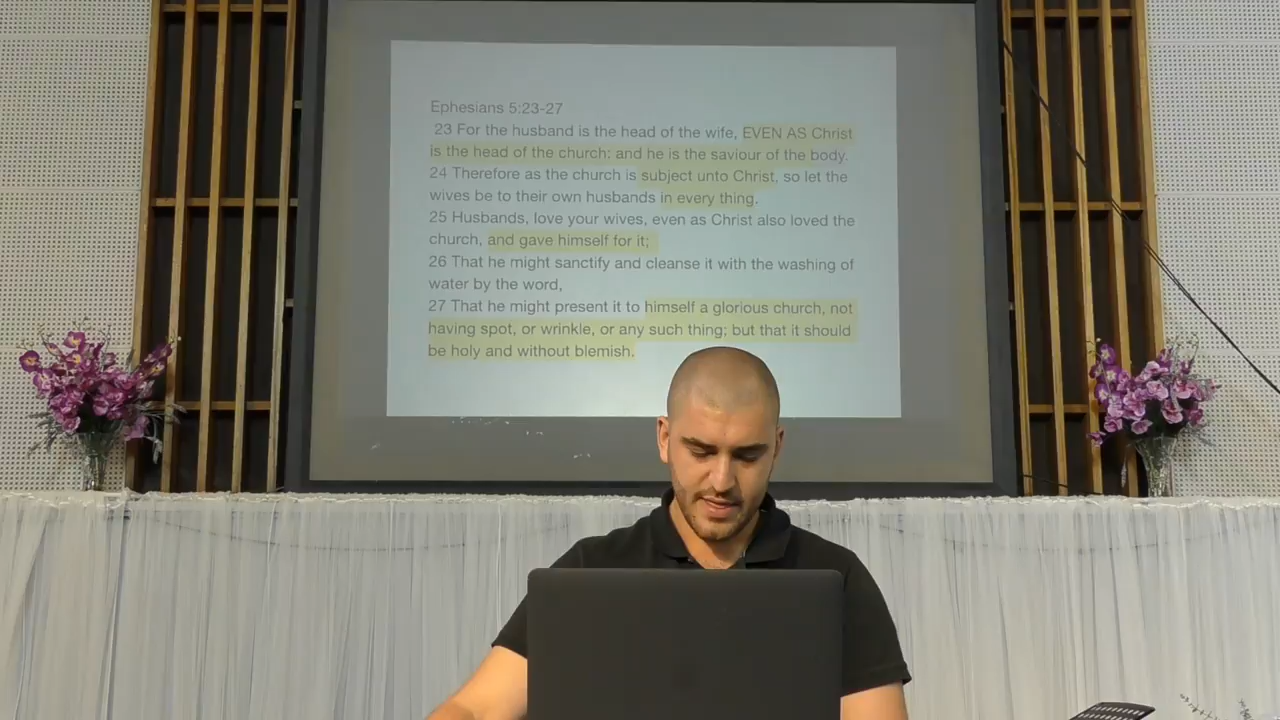 Ephesians 5:23-27
23 For the husband is the head of the wife, EVEN AS Christ
is the head of the church: and he is the saviour of the body.
24 Therefore as the church is subject unto Christ, so let the
wives be to their own husbands in every thing.
25 Husbands, love your wives, even as Christ also loved the
church, and gave himself for it;
26 That he might sanctify and cleanse it with the washing of
water by the word,
27 That he might present it to himself a glorious church, not
having spot, or wrinkle, or any such thing; but that it should
be holy and without blemish.